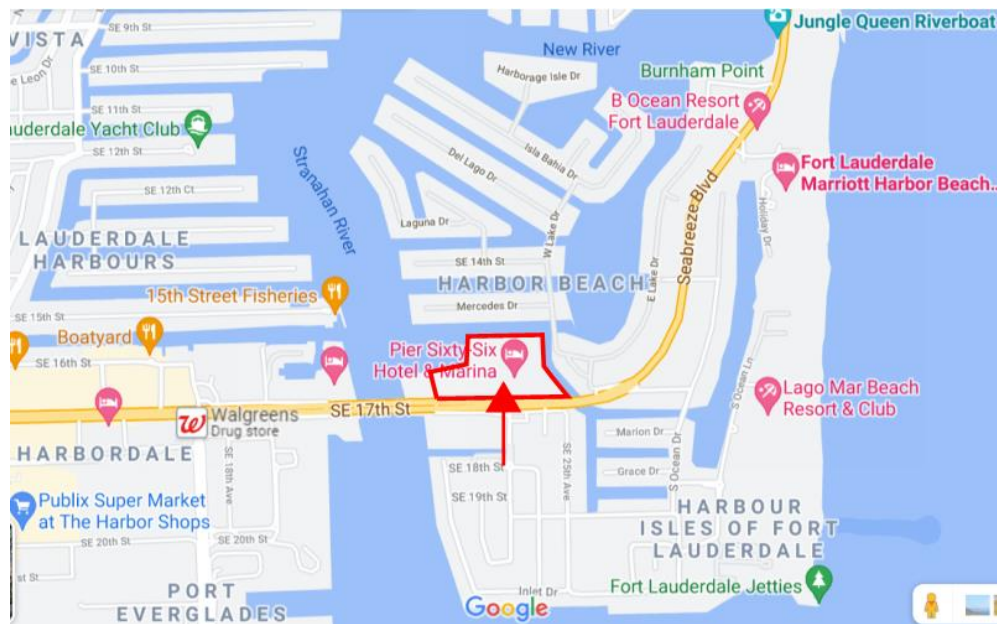 SE 9th St
VISTA
New River
Jungle Queen Riverboat
SE 10th St
Harborage Isle Dr
Burnham Point
e Leon Dr
B Ocean Resort
Fort Lauderdale
SE 11th St
auderdale Yacht Club
SE 12th St
Isla Bahia Dr
Del Lago Dr
Stranahan River
Fort Lauderdale
Marriott Harbor Beach...
SE 12th Ct
Seabreeze Blvd
Holiday Dr
Laguna Dr
W Lake Dr
LAUDERDALE
HARBOURS
SE 14th St
HARBOR BEACH
E Lake Dr
15th Street Fisheries
Mercedes Dr
SE 15th St
Boatyard
Pier Sixty-Six
Hotel & Marina
SE 16th St
S Ocean Ln
Lago Mar Beach
Resort & Club
SE 17th St
Walgreens
Drug store
Marion Dr
HARBORDALE
SE 18th Ave
SE 25th Ave
S Ocean Dr
SE 18th St
Grace Dr
Publix Super Market
at The Harbor Shops
SE 19th St
HARBOUR
ISLES OF FORT
LAUDERDALE
SE 20th St
SE 20th St
st St
Fort Lauderdale Jetties
PORT
EVERGLADES
Inlet Dr
Google